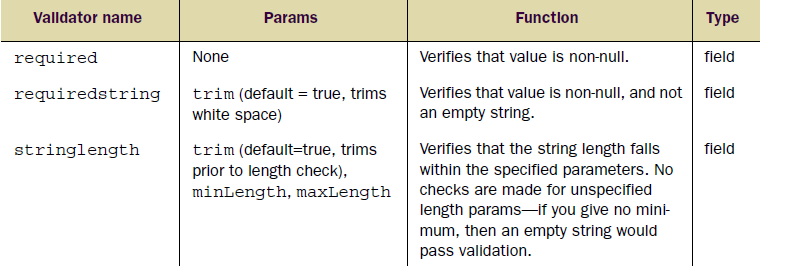 Validator name Params Function Type
required None Verifies that value is non-null. field
requiredstring trim (default = true, trims Verifies that value is non-null, and not field
white space) an empty string.
stringlength trim (default=true, trims Verifies that the string length falls field
prior to length check), within the specified parameters. No
minLength, maxLength checks are made for unspecified
length params—if you give no mini-
mum, then an empty string would
pass validation.